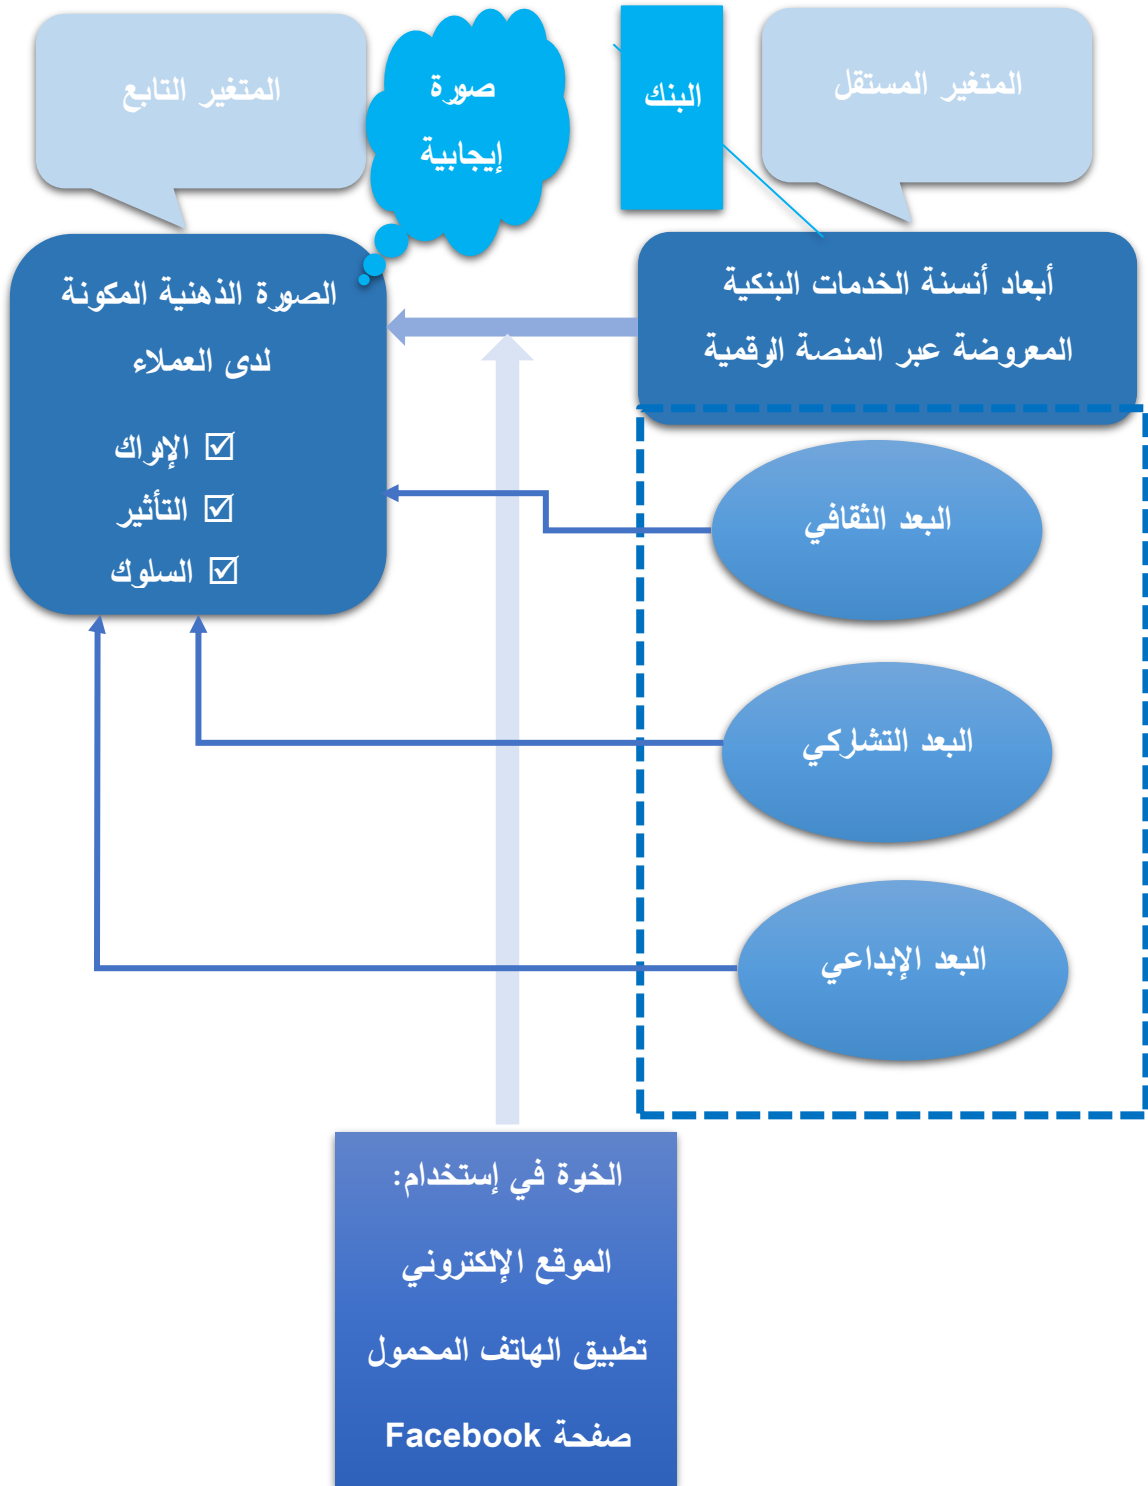 المتغير المستقل
البنك
صورة
إيجابية
المتغير التابع
أبعاد أنسنة الخدمات البنكية
المعروضة عبر المنصة الرقمية
الصورة الذهنية المكونة
لدى العملاء
☑ الإدراك
☑ التأثير
☑ السلوك
البعد الثقافي
البعد التشاركي
البعد الإبداعي
الخبرة في إستخدام:
الموقع الإلكتروني
تطبيق الهاتف المحمول
صفحة Facebook